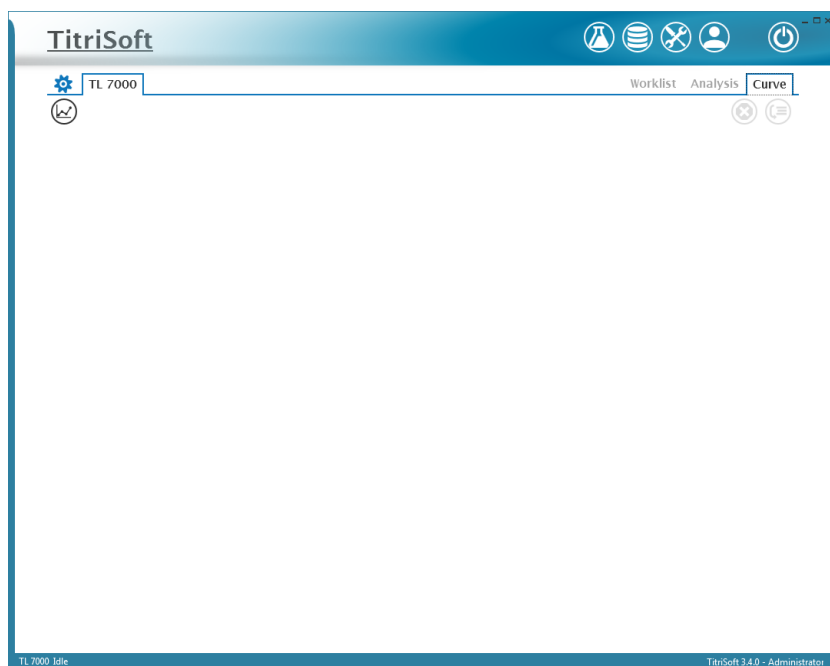 TitriSoft
TL 7000 Worklist Analysis Curve
TL 7000 Idle TitriSoft 3.4.0 - Administrator